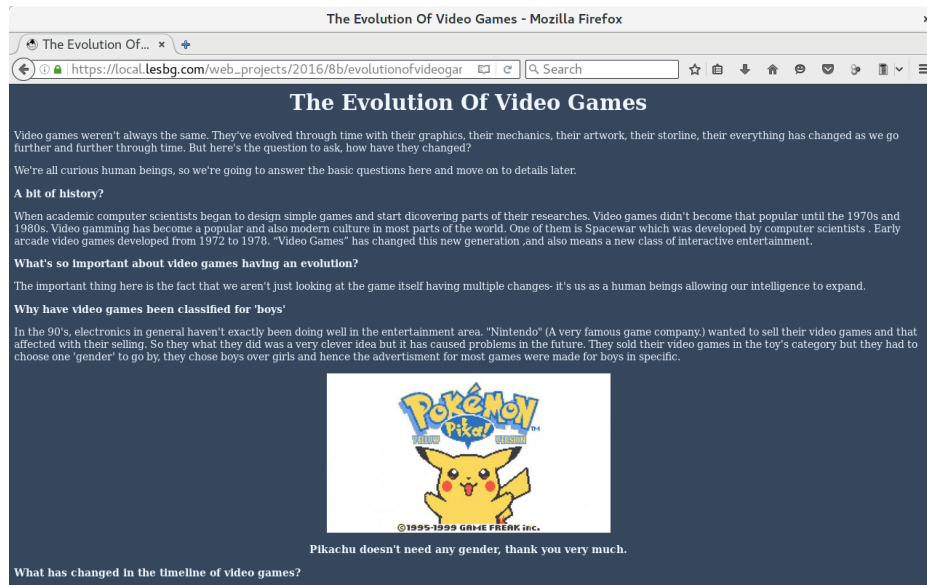 The Evolution Of Video Games - Mozilla Firefox
The Evolution Of...
https://local.lesbg.com/web_projects/2016/8b/evolutionofvideogar
Search
The Evolution Of Video Games
Video games weren't always the same. They've evolved through time with their graphics, their mechanics, their artwork, their storline, their everything has changed as we go
further and further through time. But here's the question to ask, how have they changed?
We're all curious human beings, so we're going to answer the basic questions here and move on to details later.
A bit of history?
When academic computer scientists began to design simple games and start dicovering parts of their researches. Video games didn't become that popular until the 1970s and
1980s. Video gamming has become a popular and also modern culture in most parts of the world. One of them is Spacewar which was developed by computer scientists . Early
arcade video games developed from 1972 to 1978. “Video Games” has changed this new generation ,and also means a new class of interactive entertainment.
What's so important about video games having an evolution?
The important thing here is the fact that we aren't just looking at the game itself having multiple changes- it's us as a human beings allowing our intelligence to expand.
Why have video games been classified for 'boys'
In the 90's, electronics in general haven't exactly been doing well in the entertainment area. "Nintendo" (A very famous game company.) wanted to sell their video games and that
affected with their selling. So they what they did was a very clever idea but it has caused problems in the future. They sold their video games in the toy's category but they had to
choose one 'gender' to go by, they chose boys over girls and hence the advertisment for most games were made for boys in specific.
POKéMON
Pika!
YELLOW VERSION
TM
©1995-1999 GAME FREAK inc.
Pikachu doesn't need any gender, thank you very much.
What has changed in the timeline of video games?